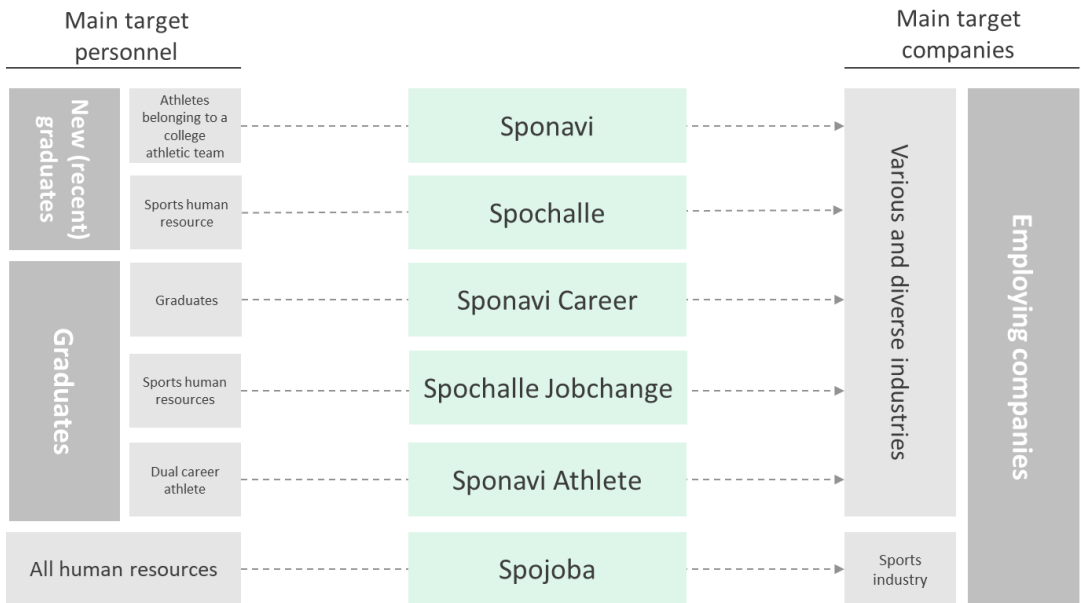 Main target
personnel
Main target
companies
New (recent)
graduates
Athletes
belonging to a
college
athletic team
Sponavi
Sports human
resource
Spochalle
Graduates
Graduates
Sponavi Career
Sports human
resources
Spochalle Jobchange
Dual career
athlete
Sponavi Athlete
Various and diverse industries
Employing companies
All human resources
Spojoba
Sports
industry